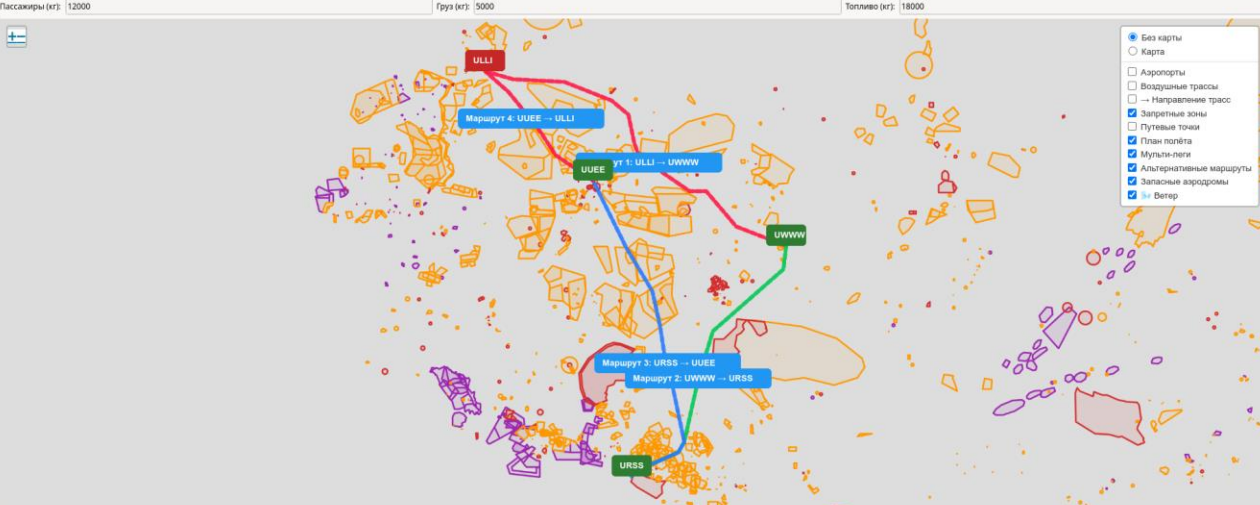 Пассажиры (кг): 12000 Груз (кг): 5000 Топливо (кг): 18000
+−
Без карты
Карта
Аэропорты
Воздушные трассы
→ Направление трасс
Запретные зоны
Путевые точки
План полёта
Мульти-леги
Альтернативные маршруты
Запасные аэродромы
Ветер
ULLI
Маршрут 4: UUEE → ULLI
ут 1: ULLI → UWWW
UUEE
UWWW
Маршрут 3: URSS → UUEE
Маршрут 2: UWWW → URSS
URSS